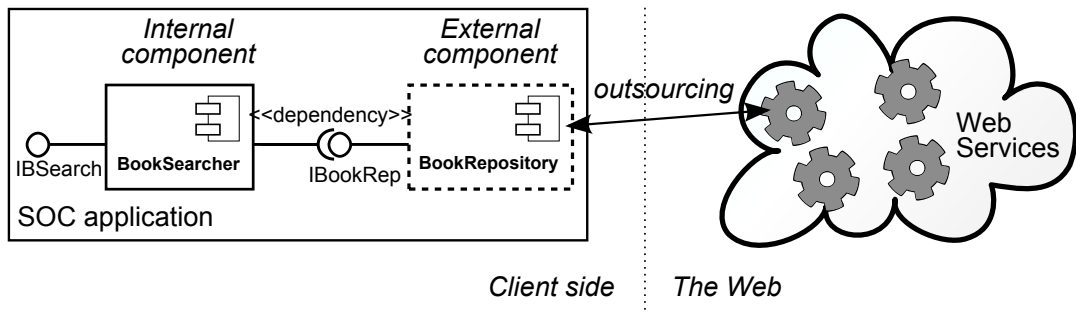 Internal
component
External
component
outsourcing
<<dependency>>
IBSearch
BookSearcher
IBookRep
BookRepository
Web
Services
SOC application
Client side
The Web